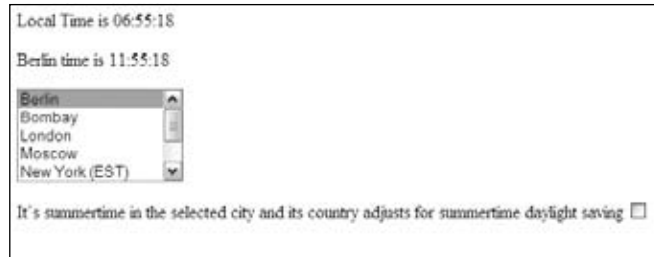 Local Time is 06:55:18
Berlin time is 11:55:18
Berlin
Bombay
London
Moscow
New York (EST)
It´s summertime in the selected city and its country adjusts for summertime daylight saving